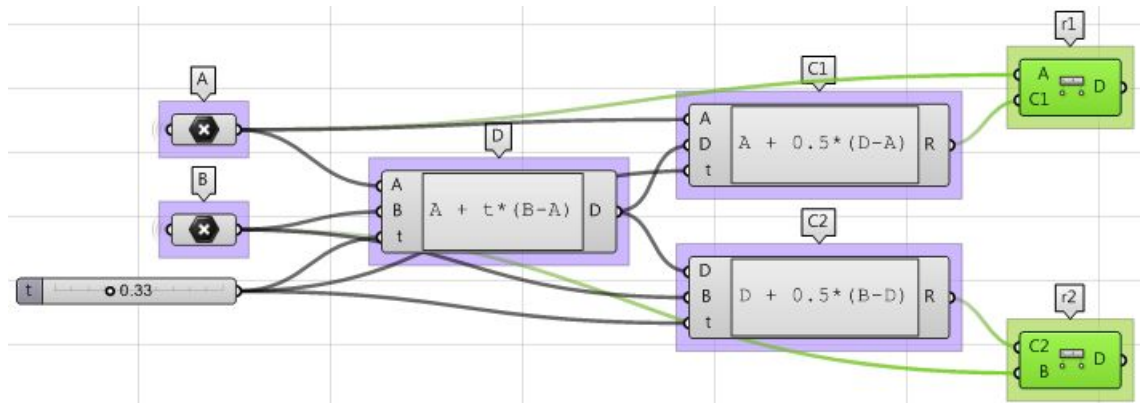 A
B
t 0.33
D
A
B
t
A + t*(B-A)
D
C1
A
D
t
A + 0.5*(D-A)
R
C2
D
B
t
D + 0.5*(B-D)
R
r1
A
C1
D
r2
C2
B
D